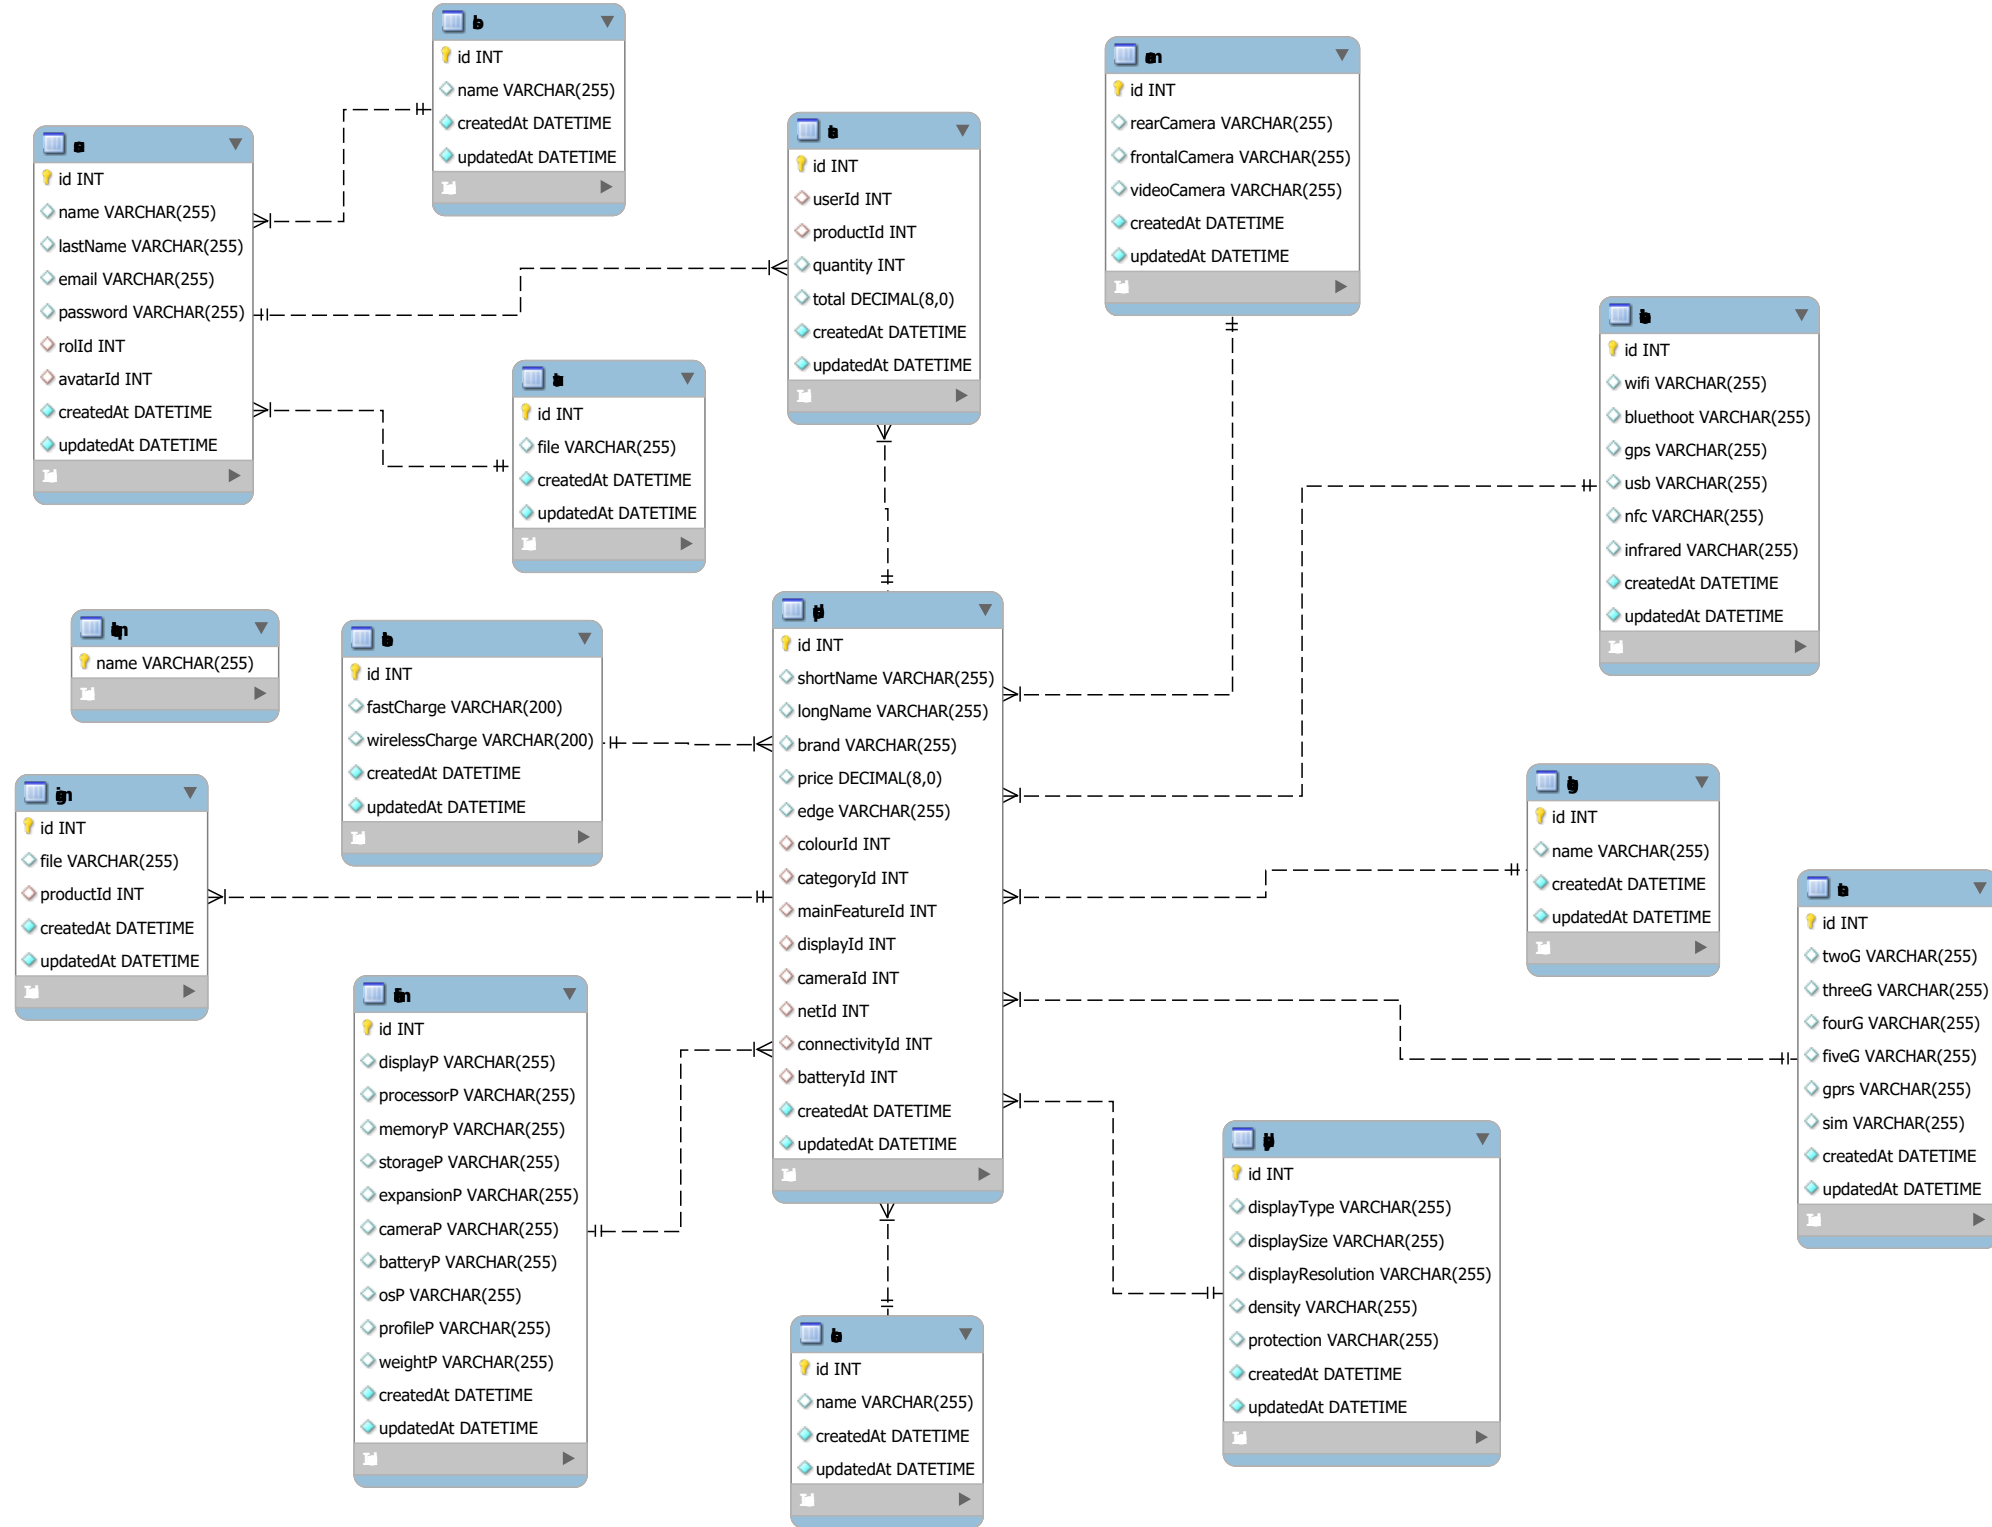 id INT
name VARCHAR(255)
createdAt DATETIME
updatedAt DATETIME
id INT
name VARCHAR(255)
lastName VARCHAR(255)
email VARCHAR(255)
password VARCHAR(255)
rolId INT
avatarId INT
createdAt DATETIME
updatedAt DATETIME
id INT
userId INT
productId INT
quantity INT
total DECIMAL(8,0)
createdAt DATETIME
updatedAt DATETIME
id INT
rearCamera VARCHAR(255)
frontalCamera VARCHAR(255)
videoCamera VARCHAR(255)
createdAt DATETIME
updatedAt DATETIME
id INT
file VARCHAR(255)
createdAt DATETIME
updatedAt DATETIME
id INT
wifi VARCHAR(255)
bluethoot VARCHAR(255)
gps VARCHAR(255)
usb VARCHAR(255)
nfc VARCHAR(255)
infrared VARCHAR(255)
createdAt DATETIME
updatedAt DATETIME
name VARCHAR(255)
id INT
fastCharge VARCHAR(200)
wirelessCharge VARCHAR(200)
createdAt DATETIME
updatedAt DATETIME
id INT
shortName VARCHAR(255)
longName VARCHAR(255)
brand VARCHAR(255)
price DECIMAL(8,0)
edge VARCHAR(255)
colourId INT
categoryId INT
mainFeatureId INT
displayId INT
cameraId INT
netId INT
connectivityId INT
batteryId INT
createdAt DATETIME
updatedAt DATETIME
id INT
file VARCHAR(255)
productId INT
createdAt DATETIME
updatedAt DATETIME
id INT
name VARCHAR(255)
createdAt DATETIME
updatedAt DATETIME
id INT
twoG VARCHAR(255)
threeG VARCHAR(255)
fourG VARCHAR(255)
fiveG VARCHAR(255)
gprs VARCHAR(255)
sim VARCHAR(255)
createdAt DATETIME
updatedAt DATETIME
id INT
displayP VARCHAR(255)
processorP VARCHAR(255)
memoryP VARCHAR(255)
storageP VARCHAR(255)
expansionP VARCHAR(255)
cameraP VARCHAR(255)
batteryP VARCHAR(255)
osP VARCHAR(255)
profileP VARCHAR(255)
weightP VARCHAR(255)
createdAt DATETIME
updatedAt DATETIME
id INT
displayType VARCHAR(255)
displaySize VARCHAR(255)
displayResolution VARCHAR(255)
density VARCHAR(255)
protection VARCHAR(255)
createdAt DATETIME
updatedAt DATETIME
id INT
name VARCHAR(255)
createdAt DATETIME
updatedAt DATETIME